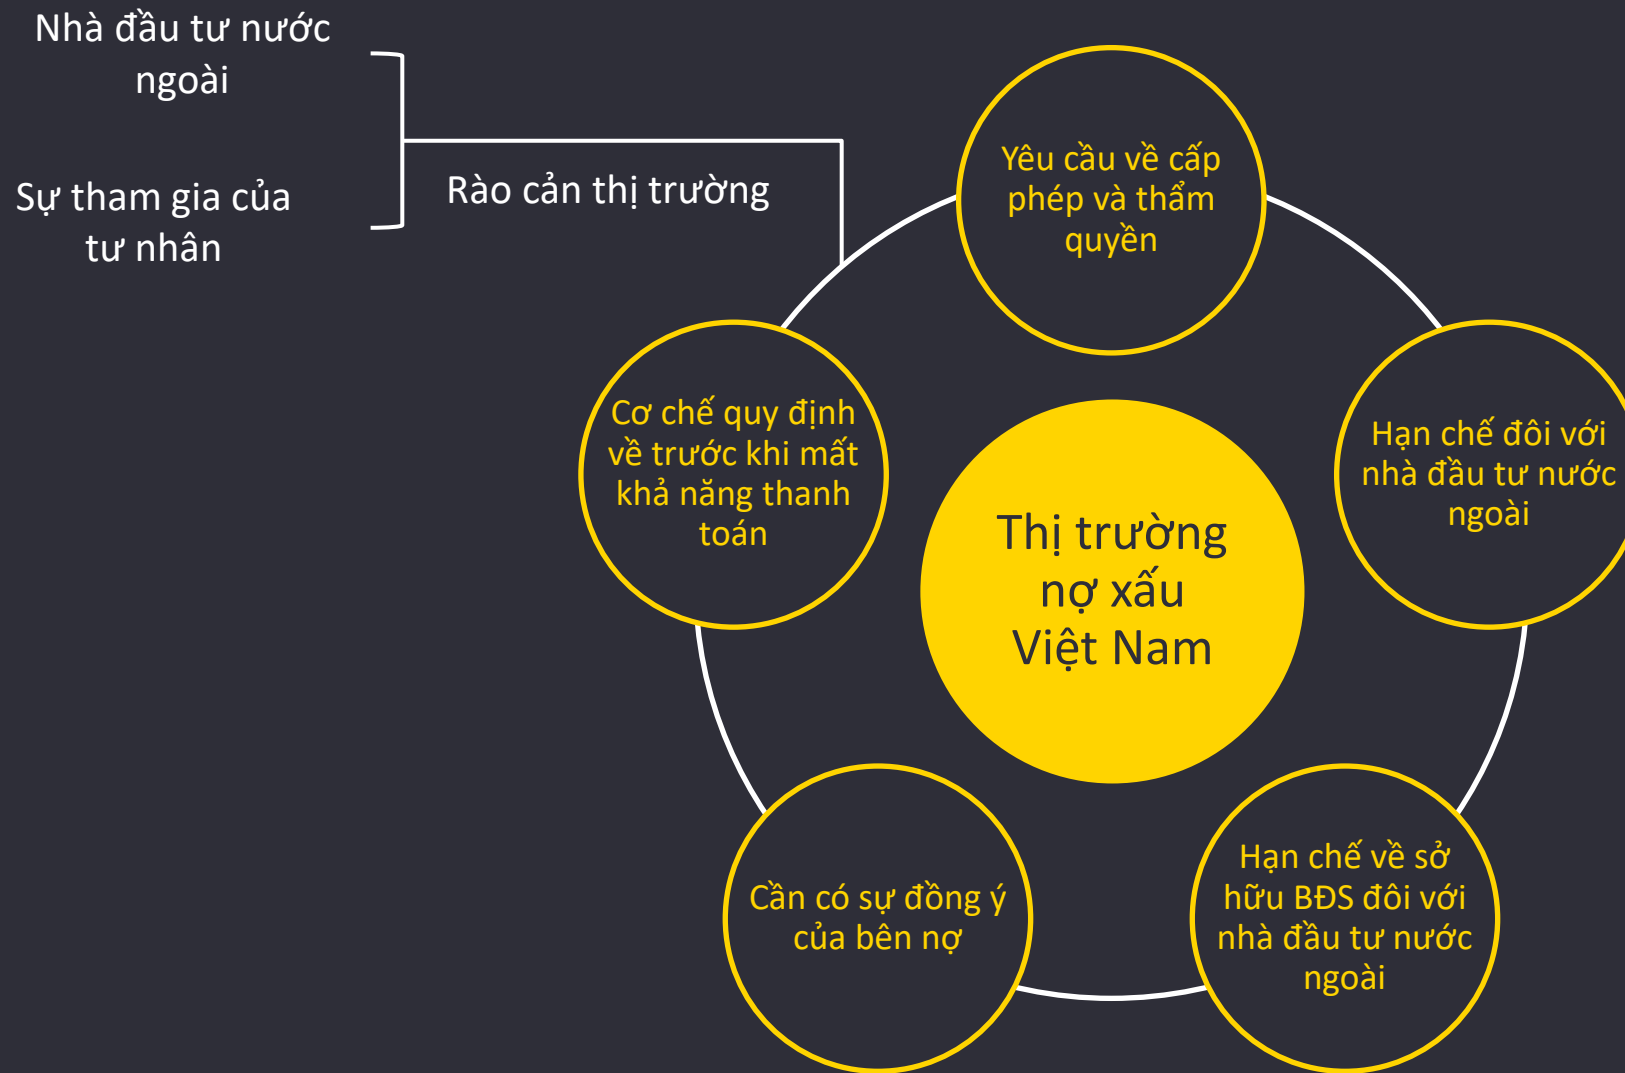 Nhà đầu tư nước
ngoài
Sự tham gia của
tư nhân
Rào cản thị trường
Yêu cầu về cấp
phép và thẩm
quyền
Hạn chế đôi với
nhà đầu tư nước
ngoài
Hạn chế về sở
hữu BĐS đôi với
nhà đầu tư nước
ngoài
Cần có sự đồng ý
của bên nợ
Cơ chế quy định
về trước khi mất
khả năng thanh
toán
Thị trường
nợ xấu
Việt Nam